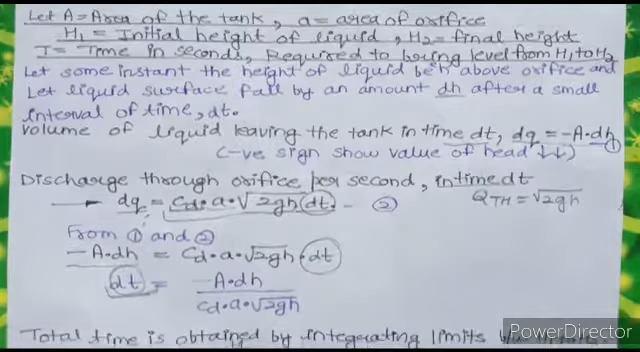 Let A = Area of the tank, a = area of orifice
H1 = Initial height of liquid, H2 = final height
T = Time in seconds, Required to bring level from H1 to H2
Let some instant the height of liquid be h above orifice and
Let liquid surface fall by an amount dh after a small
interval of time, dt.
Volume of liquid leaving the tank in time dt, dq = -A·dh ①
(-ve sign show value of head ↓↓)
Discharge through orifice per second, in time dt
→ dq = Cd·a·√2gh (dt) - ②
QTH = √2gh
From ① and ②
-A·dh = Cd·a·√2gh·dt
dt = -A·dh
Cd·a·√2gh
Total time is obtained by integerating limits
PowerDirector